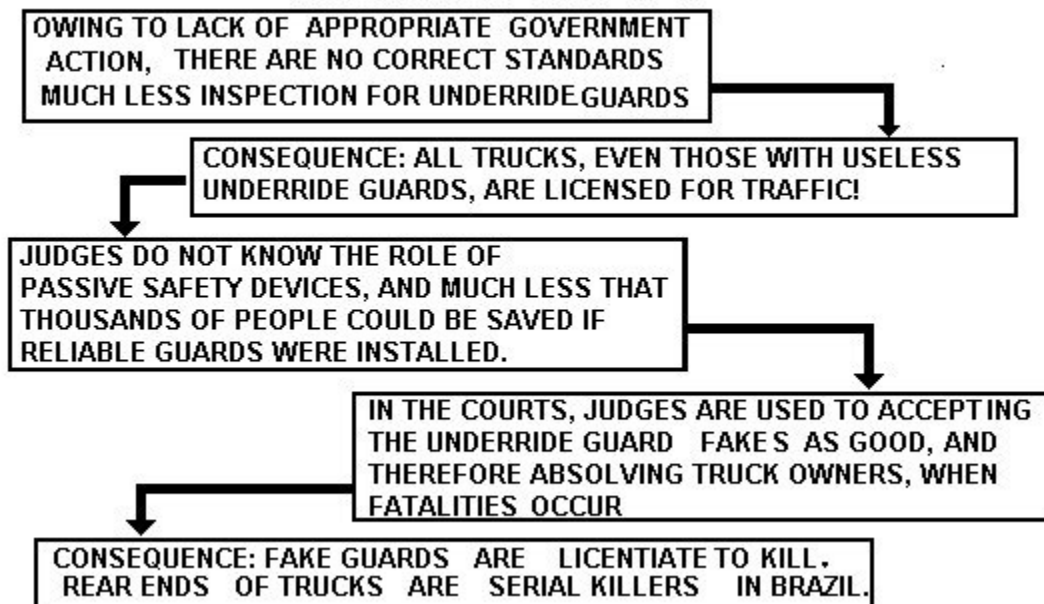 OWING TO LACK OF APPROPRIATE GOVERNMENT
ACTION, THERE ARE NO CORRECT STANDARDS
MUCH LESS INSPECTION FOR UNDERRIDE GUARDS
CONSEQUENCE: ALL TRUCKS, EVEN THOSE WITH USELESS
UNDERRIDE GUARDS, ARE LICENSED FOR TRAFFIC!
JUDGES DO NOT KNOW THE ROLE OF
PASSIVE SAFETY DEVICES, AND MUCH LESS THAT
THOUSANDS OF PEOPLE COULD BE SAVED IF
RELIABLE GUARDS WERE INSTALLED.
IN THE COURTS, JUDGES ARE USED TO ACCEPTING
THE UNDERRIDE GUARD FAKES AS GOOD, AND
THEREFORE ABSOLVING TRUCK OWNERS, WHEN
FATALITIES OCCUR
CONSEQUENCE: FAKE GUARDS ARE LICENTIATE TO KILL.
REAR ENDS OF TRUCKS ARE SERIAL KILLERS IN BRAZIL.